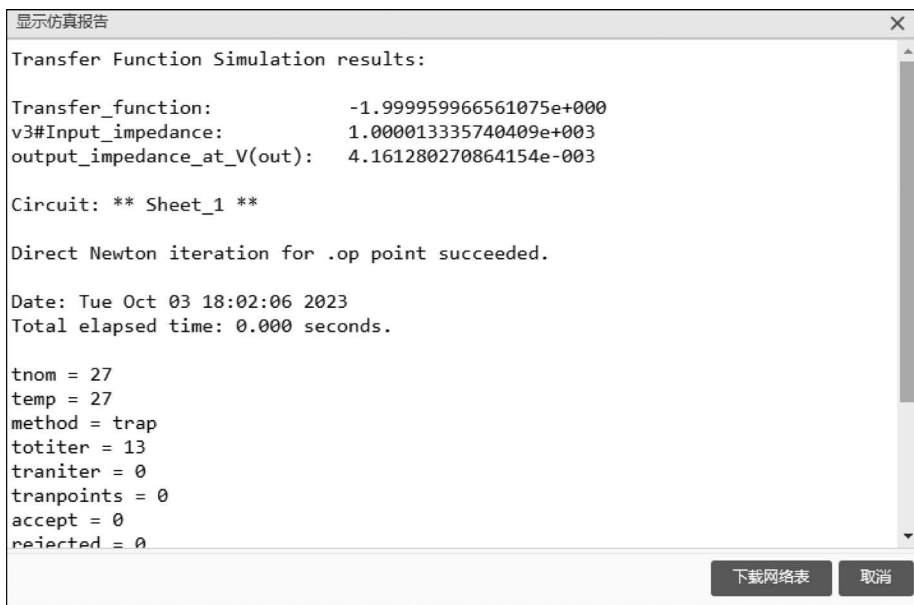 显示仿真报告
Transfer Function Simulation results:
Transfer_function: -1.999959966561075e+000
v3#Input_impedance: 1.000013335740409e+003
output_impedance_at_V(out): 4.161280270864154e-003
Circuit: ** Sheet_1 **
Direct Newton iteration for .op point succeeded.
Date: Tue Oct 03 18:02:06 2023
Total elapsed time: 0.000 seconds.
tnom = 27
temp = 27
method = trap
totiter = 13
traniter = 0
tranpoints = 0
accept = 0
rejected = 0
下载网络表 取消